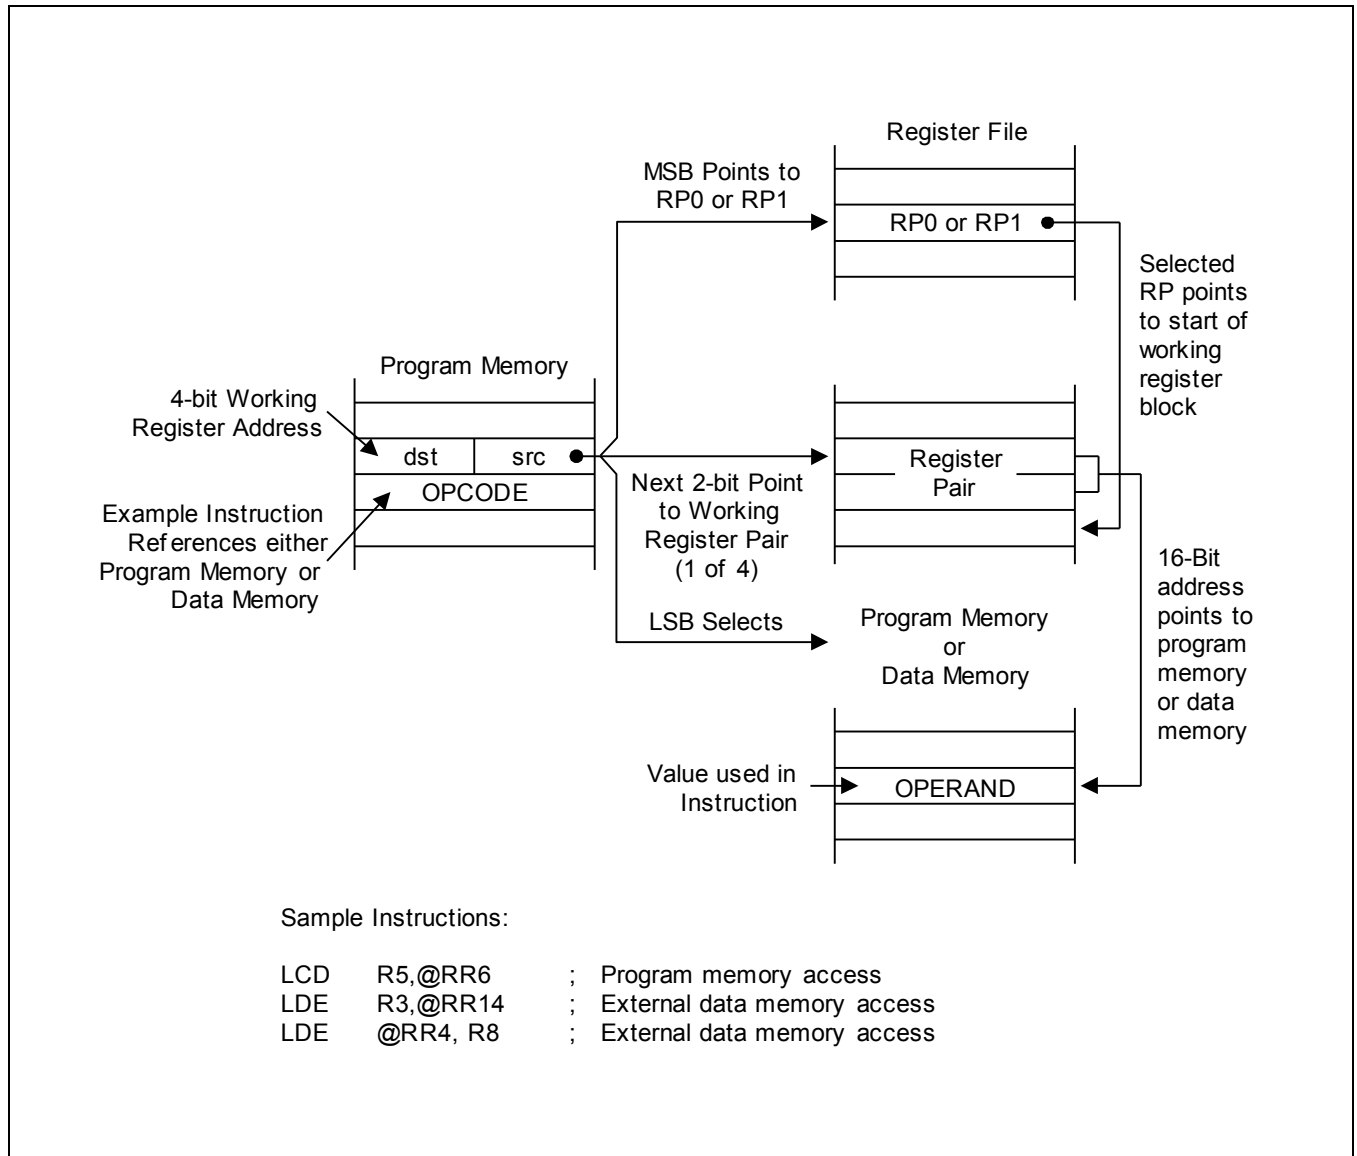 Register File
MSB Points to
RP0 or RP1
RP0 or RP1
Selected
RP points
to start of
working
register
block
Program Memory
4-bit Working
Register Address
dst src
OPCODE
Example Instruction
References either
Program Memory or
Data Memory
Register
Pair
Next 2-bit Point
to Working
Register Pair
(1 of 4)
LSB Selects
Program Memory
or
Data Memory
16-Bit
address
points to
program
memory
or data
memory
Value used in
Instruction
OPERAND
Sample Instructions:
LCD R5,@RR6 ; Program memory access
LDE R3,@RR14 ; External data memory access
LDE @RR4, R8 ; External data memory access